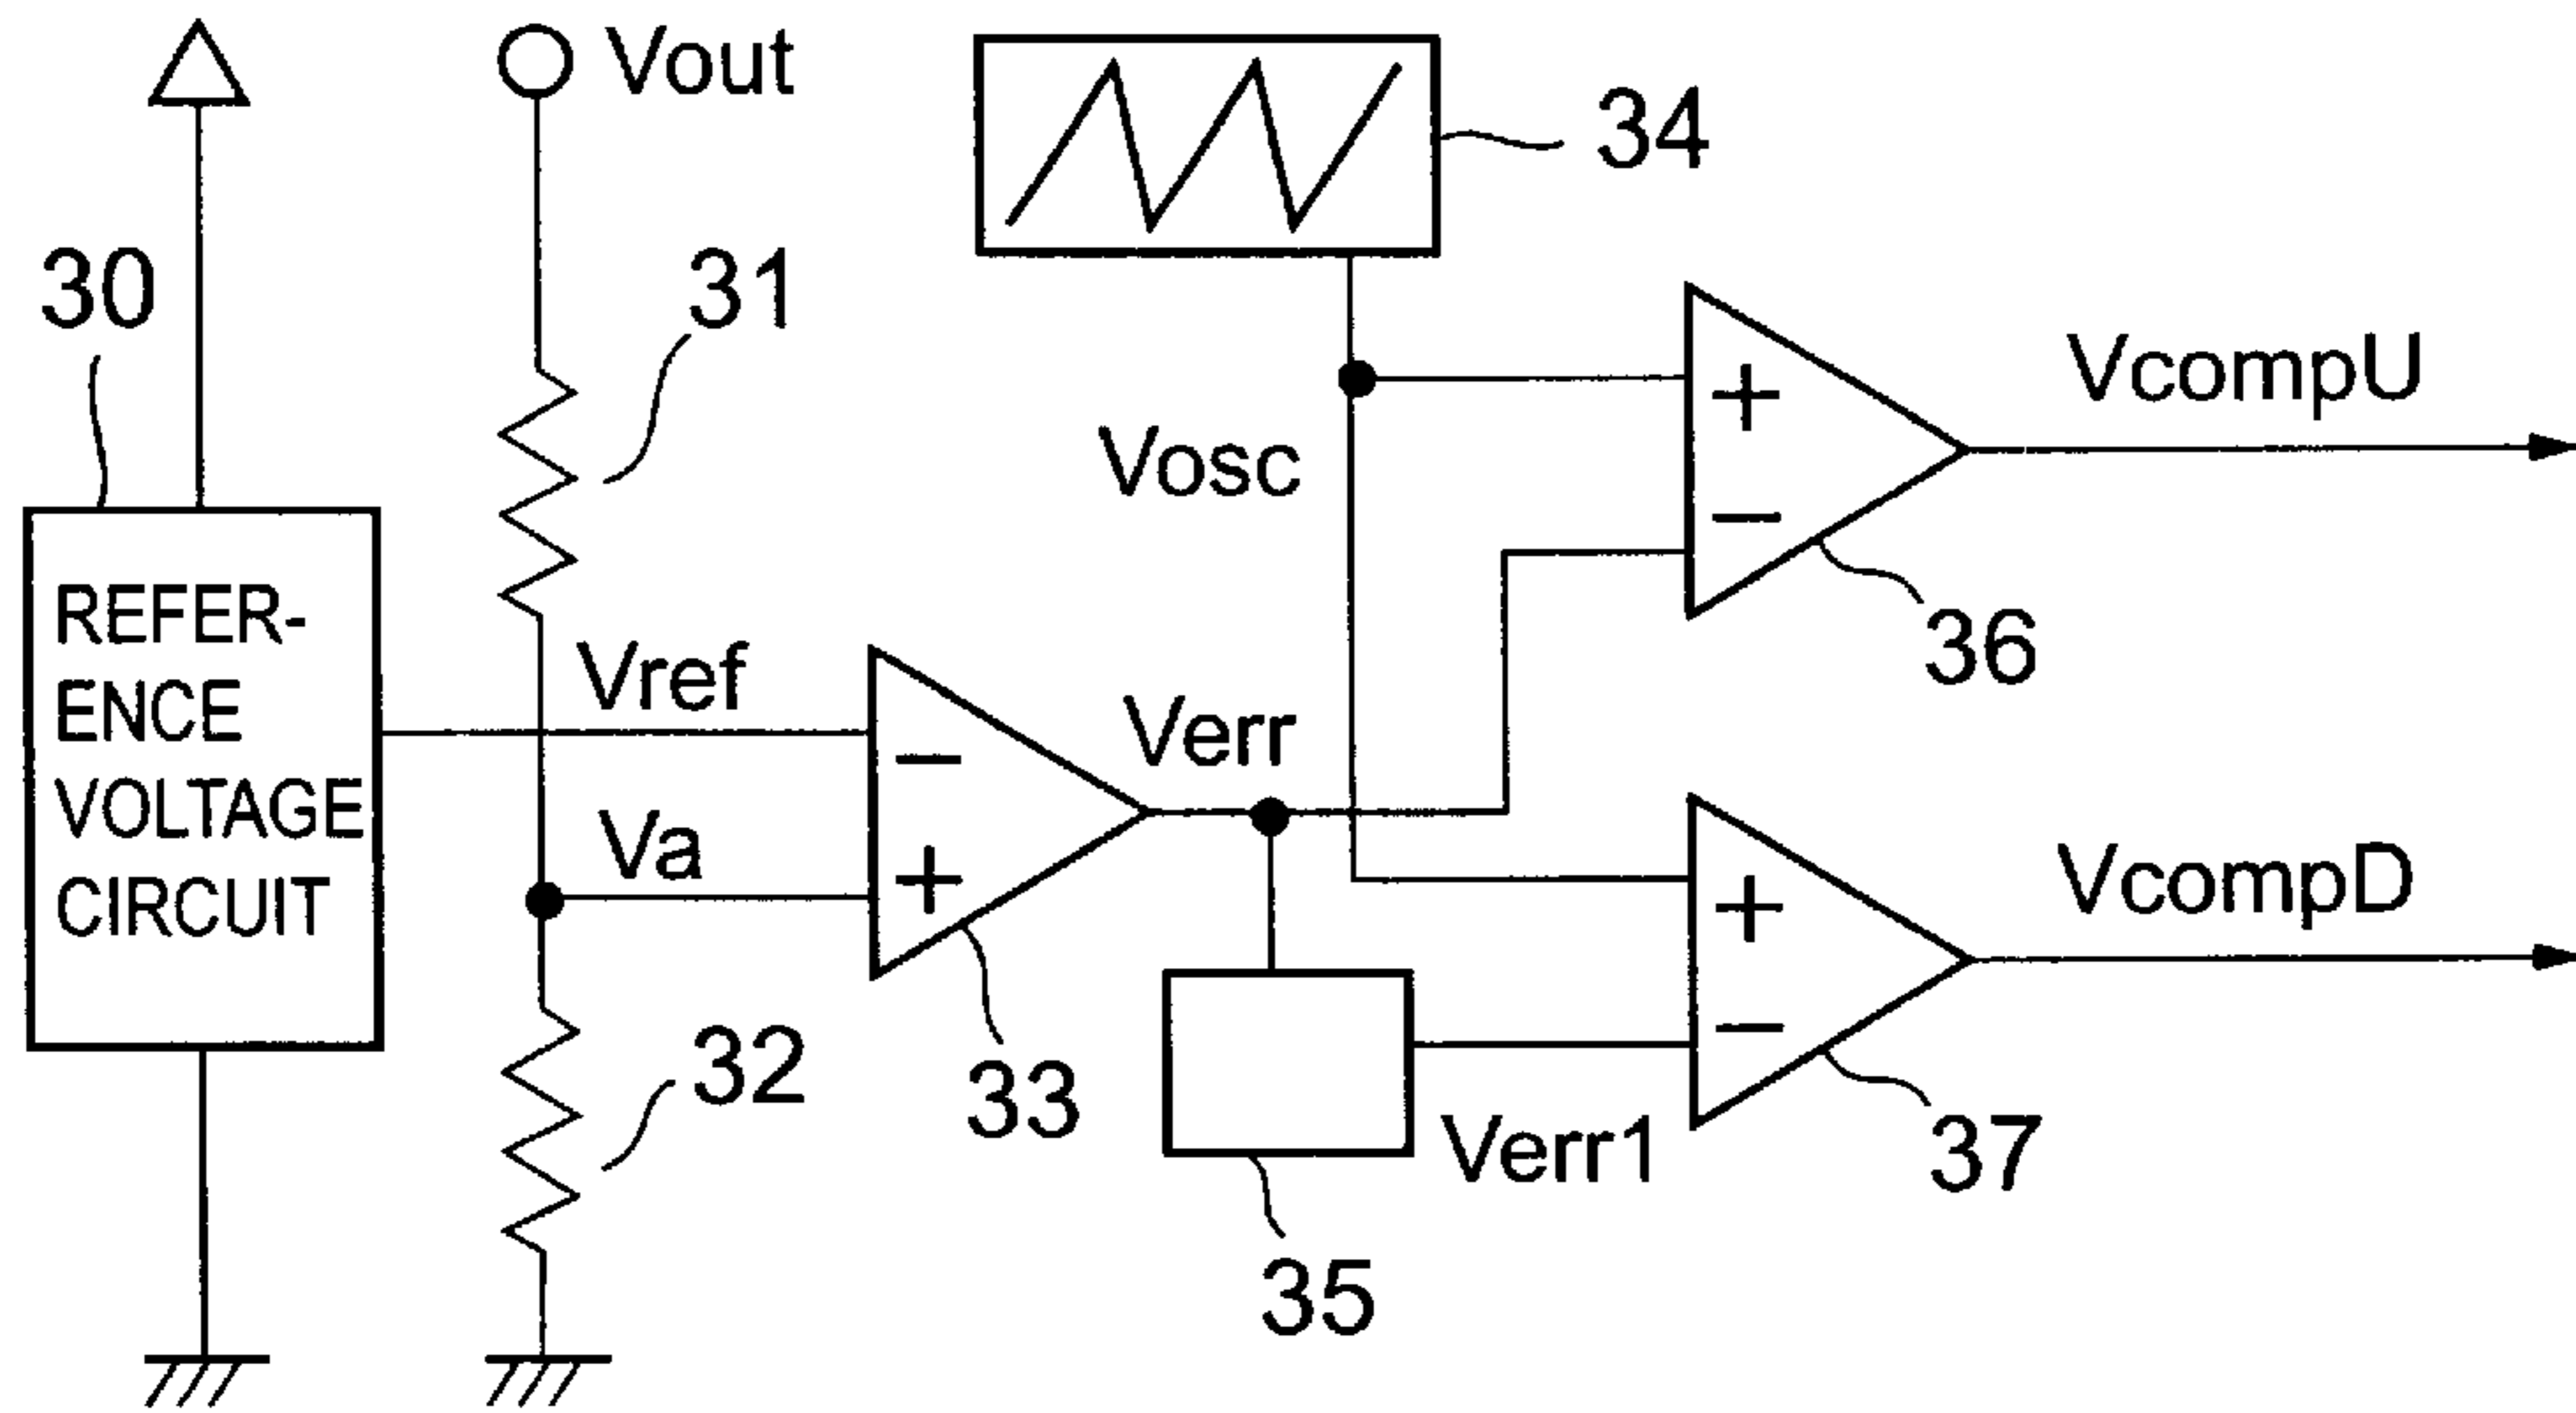 Vout
34
30
31
VcompU
Vosc
+
−
REFER-
ENCE
VOLTAGE
CIRCUIT
Vref
Verr
36
−
Va
+
VcompD
+
−
32
33
Verr1
37
35